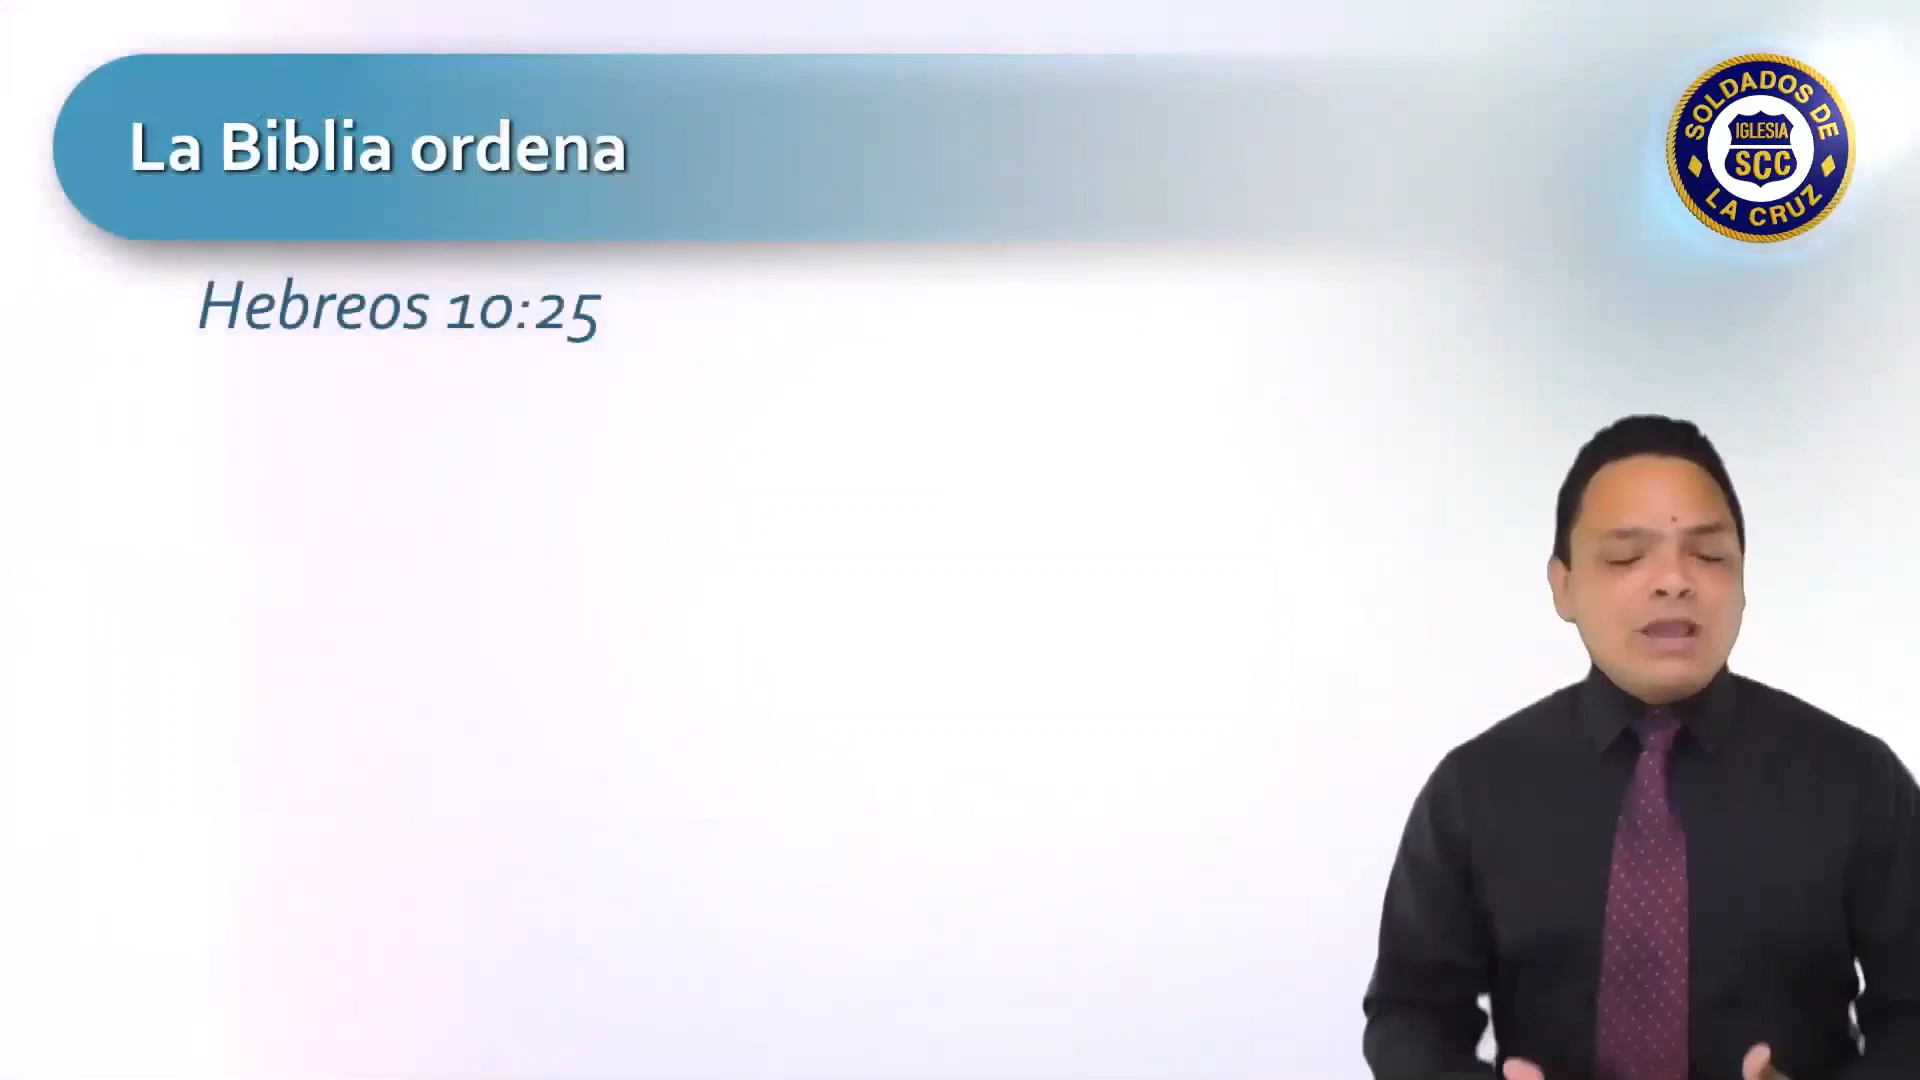 La Biblia ordena
Hebreos 10:25
SOLDADOS DE
IGLESIA
SCC
LA CRUZ